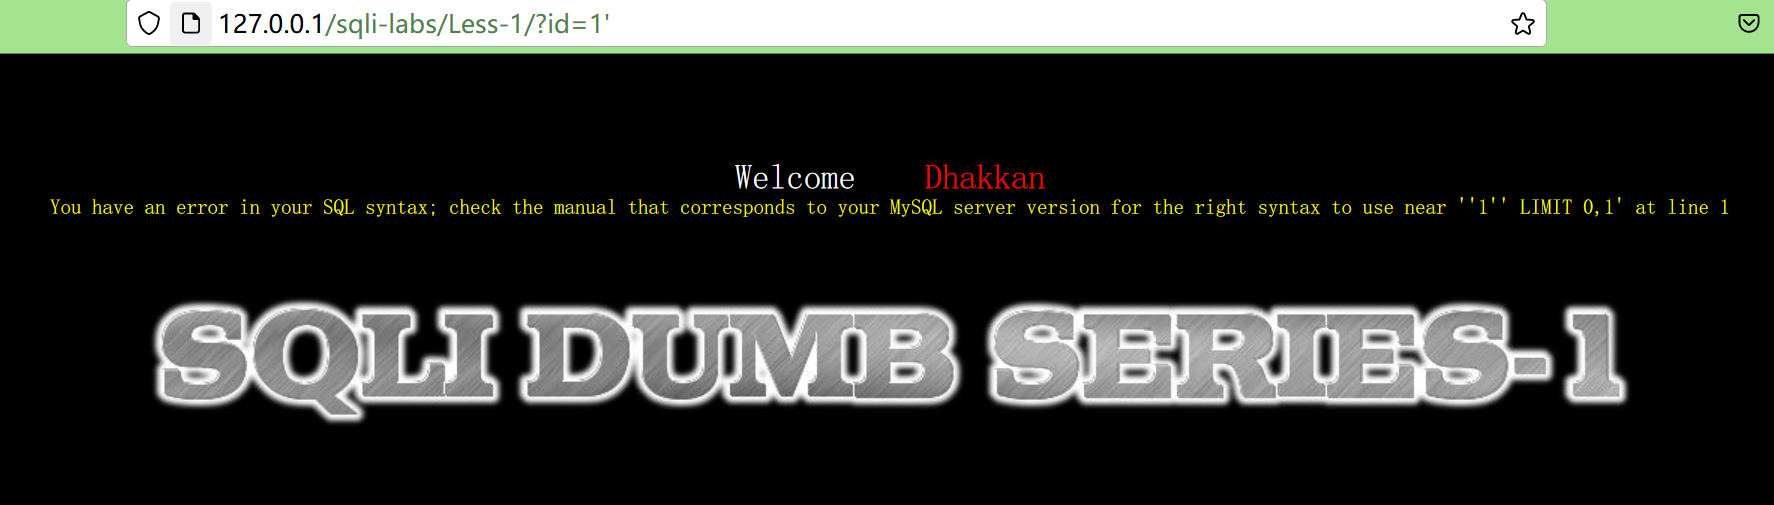 127.0.0.1/sqli-labs/Less-1/?id=1'
Welcome Dhakkan
You have an error in your SQL syntax; check the manual that corresponds to your MySQL server version for the right syntax to use near ''1'' LIMIT 0,1' at line 1
SQLI DUMB SERIES-1